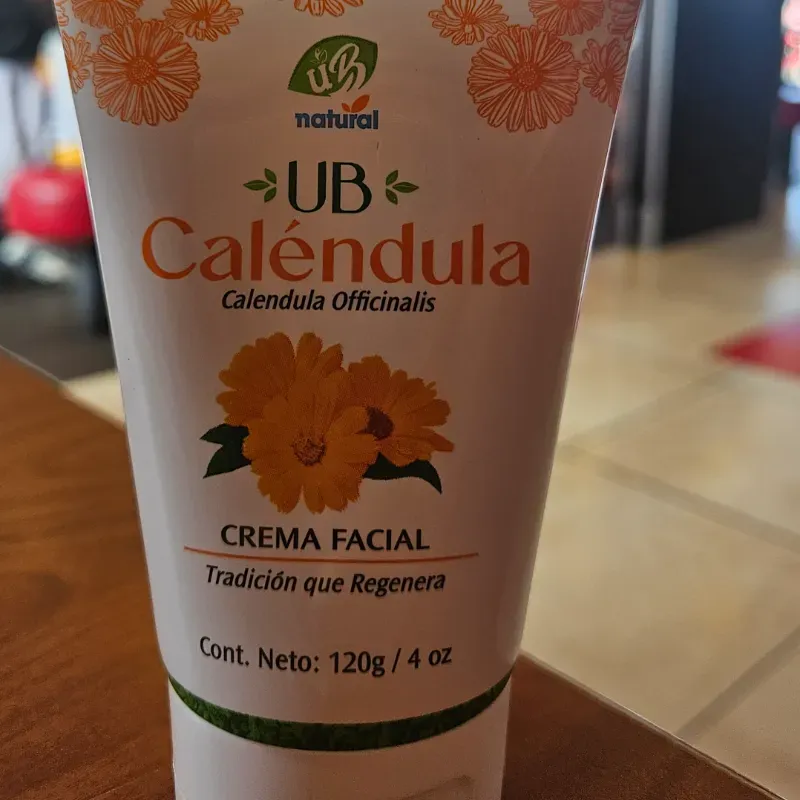 uB
natural
UB
Caléndula
Calendula Officinalis
CREMA FACIAL
Tradición que Regenera
Cont. Neto: 120g / 4 oz